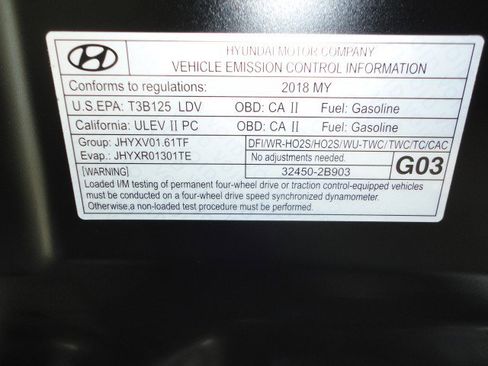 HYUNDAI MOTOR COMPANY
VEHICLE EMISSION CONTROL INFORMATION
Conforms to regulations: 2018 MY
U.S.EPA: T3B125 LDV OBD: CA II Fuel: Gasoline
California: ULEV II PC OBD: CA II Fuel: Gasoline
Group: JHYXV01.61TF DFI/WR-HO2S/HO2S/WU-TWC/TWC/TC/CAC
Evap.: JHYXR01301TE No adjustments needed. G03
[WARNING] 32450-2B903
Loaded I/M testing of permanent four-wheel drive or traction control-equipped vehicles
must be conducted on a four-wheel drive speed synchronized dynamometer.
Otherwise,a non-loaded test procedure must be performed.